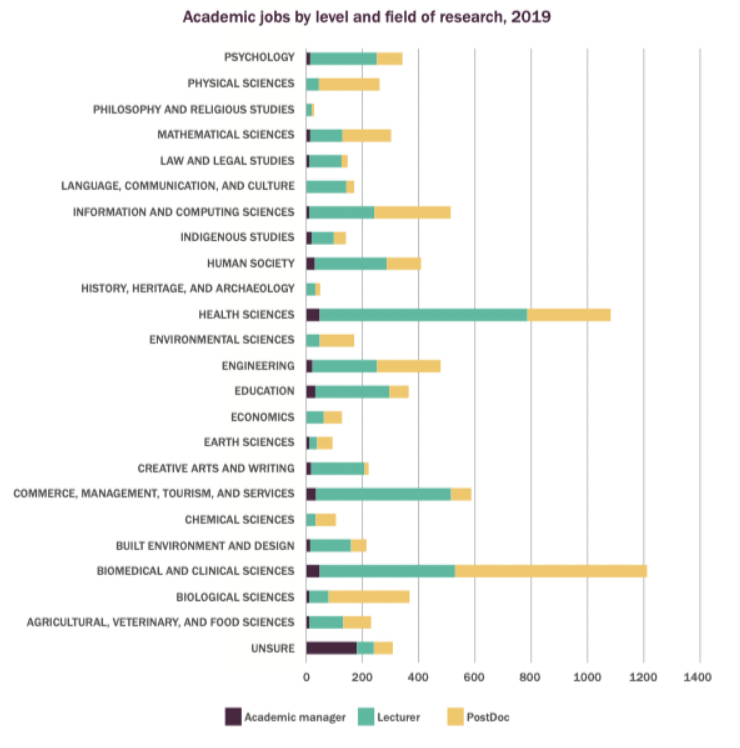 Academic jobs by level and field of research, 2019
PSYCHOLOGY
PHYSICAL SCIENCES
PHILOSOPHY AND RELIGIOUS STUDIES
MATHEMATICAL SCIENCES
LAW AND LEGAL STUDIES
LANGUAGE, COMMUNICATION, AND CULTURE
INFORMATION AND COMPUTING SCIENCES
INDIGENOUS STUDIES
HUMAN SOCIETY
HISTORY, HERITAGE, AND ARCHAEOLOGY
HEALTH SCIENCES
ENVIRONMENTAL SCIENCES
ENGINEERING
EDUCATION
ECONOMICS
EARTH SCIENCES
CREATIVE ARTS AND WRITING
COMMERCE, MANAGEMENT, TOURISM, AND SERVICES
CHEMICAL SCIENCES
BUILT ENVIRONMENT AND DESIGN
BIOMEDICAL AND CLINICAL SCIENCES
BIOLOGICAL SCIENCES
AGRICULTURAL, VETERINARY, AND FOOD SCIENCES
UNSURE
0 200 400 600 800 1000 1200 1400
Academic manager Lecturer PostDoc